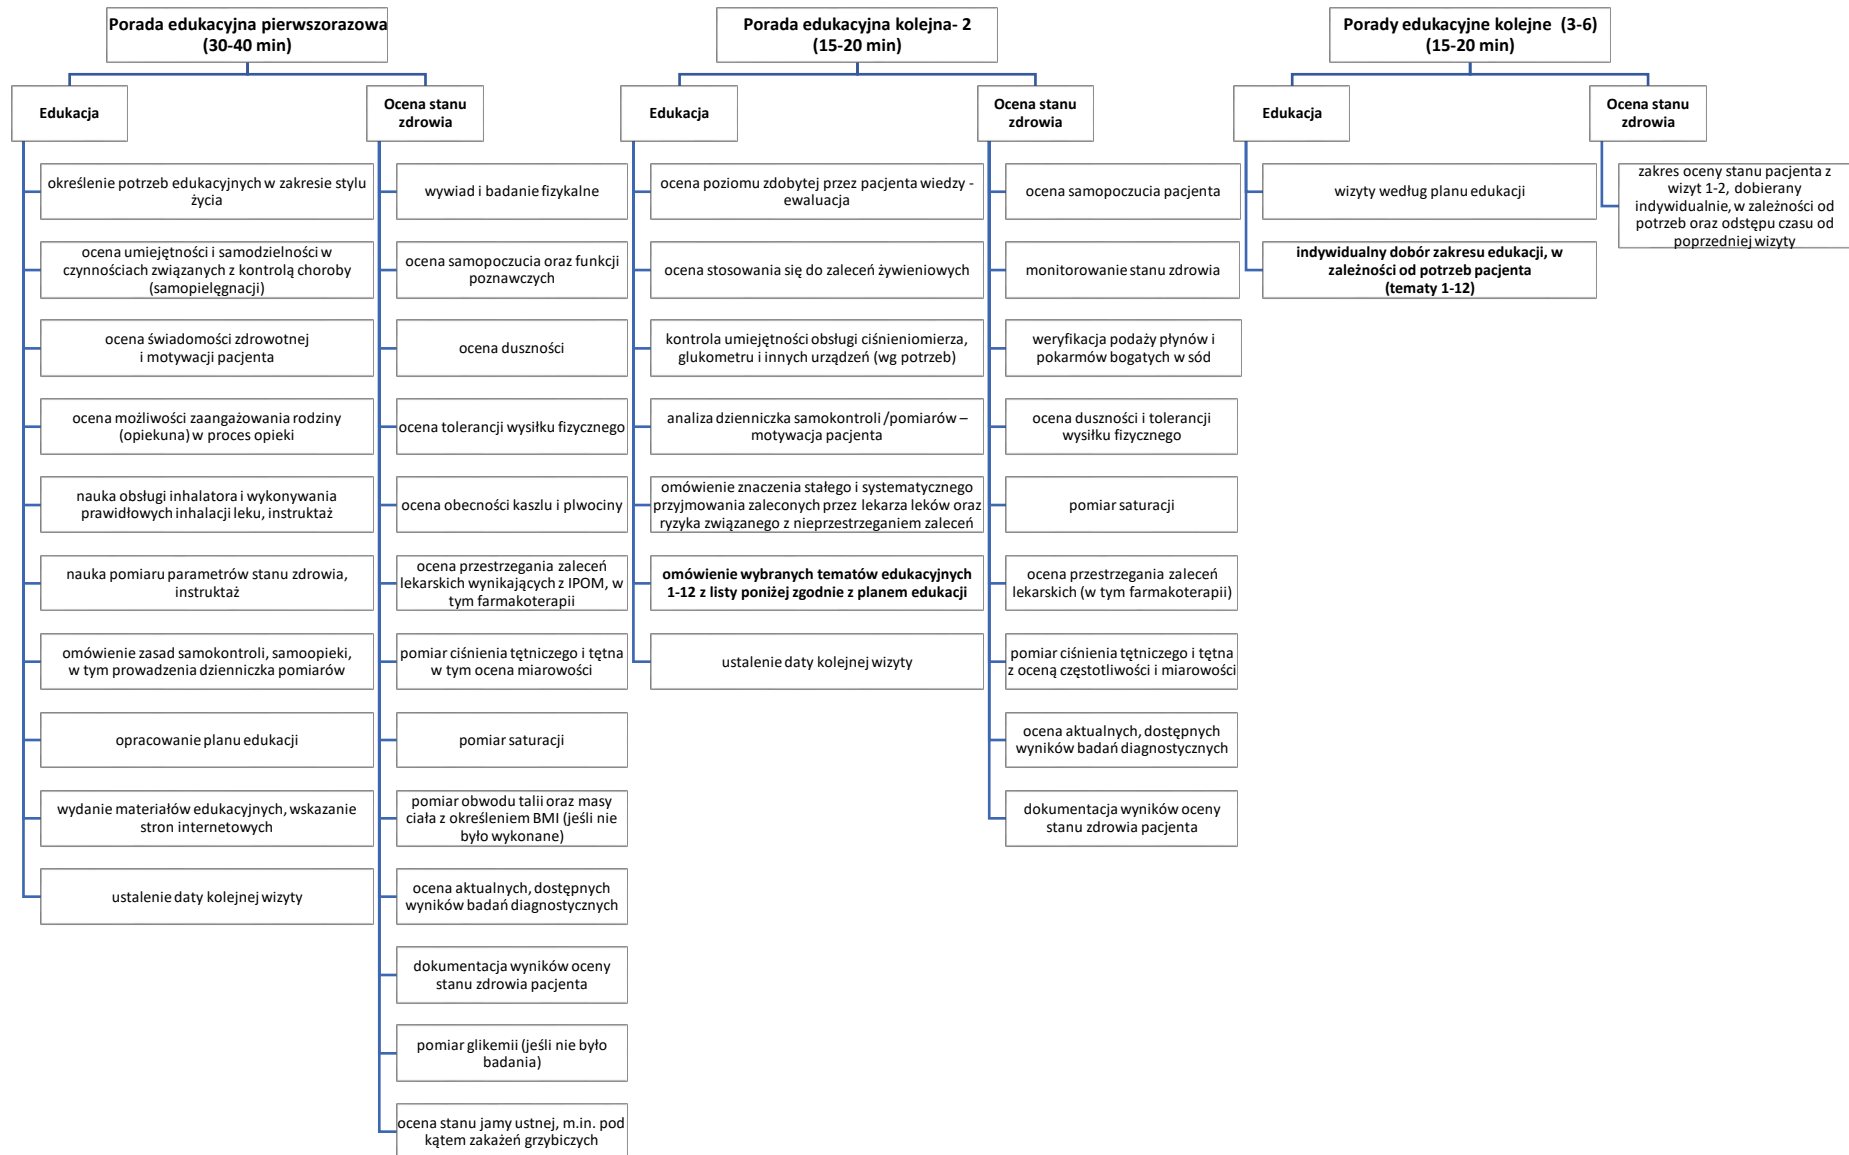 Porada edukacyjna pierwszorazowa
(30-40 min)
Edukacja
określenie potrzeb edukacyjnych w zakresie stylu
życia
ocena umiejętności i samodzielności w
czynnościach związanych z kontrolą choroby
(samopielęgnacji)
ocena świadomości zdrowotnej
i motywacji pacjenta
ocena możliwości zaangażowania rodziny
(opiekuna) w proces opieki
nauka obsługi inhalatora i wykonywania
prawidłowych inhalacji leku, instruktaż
nauka pomiaru parametrów stanu zdrowia,
instruktaż
omówienie zasad samokontroli, samoopieki,
w tym prowadzenia dzienniczka pomiarów
opracowanie planu edukacji
wydanie materiałów edukacyjnych, wskazanie
stron internetowych
ustalenie daty kolejnej wizyty
Ocena stanu
zdrowia
wywiad i badanie fizykalne
ocena samopoczucia oraz funkcji
poznawczych
ocena duszności
ocena tolerancji wysiłku fizycznego
ocena obecności kaszlu i plwociny
ocena przestrzegania zaleceń
lekarskich wynikających z IPOM, w
tym farmakoterapii
pomiar ciśnienia tętniczego i tętna
w tym ocena miarowości
pomiar saturacji
pomiar obwodu talii oraz masy
ciała z określeniem BMI (jeśli nie
było wykonane)
ocena aktualnych, dostępnych
wyników badań diagnostycznych
dokumentacja wyników oceny
stanu zdrowia pacjenta
pomiar glikemii (jeśli nie było
badania)
ocena stanu jamy ustnej, m.in. pod
kątem zakażeń grzybiczych
Porada edukacyjna kolejna- 2
(15-20 min)
Edukacja
ocena poziomu zdobytej przez pacjenta wiedzy -
ewaluacja
ocena stosowania się do zaleceń żywieniowych
kontrola umiejętności obsługi ciśnieniomierza,
glukometru i innych urządzeń (wg potrzeb)
analiza dzienniczka samokontroli /pomiarów –
motywacja pacjenta
omówienie znaczenia stałego i systematycznego
przyjmowania zaleconych przez lekarza leków oraz
ryzyka związanego z nieprzestrzeganiem zaleceń
omówienie wybranych tematów edukacyjnych
1-12 z listy poniżej zgodnie z planem edukacji
ustalenie daty kolejnej wizyty
Ocena stanu
zdrowia
ocena samopoczucia pacjenta
monitorowanie stanu zdrowia
weryfikacja podaży płynów i
pokarmów bogatych w sód
ocena duszności i tolerancji
wysiłku fizycznego
pomiar saturacji
ocena przestrzegania zaleceń
lekarskich (w tym farmakoterapii)
pomiar ciśnienia tętniczego i tętna
z oceną częstotliwości i miarowości
ocena aktualnych, dostępnych
wyników badań diagnostycznych
dokumentacja wyników oceny
stanu zdrowia pacjenta
Porady edukacyjne kolejne (3-6)
(15-20 min)
Edukacja
wizyty według planu edukacji
indywidualny dobór zakresu edukacji, w
zależności od potrzeb pacjenta
(tematy 1-12)
Ocena stanu
zdrowia
zakres oceny stanu pacjenta z
wizyt 1-2, dobierany
indywidualnie, w zależności od
potrzeb oraz odstępu czasu od
poprzedniej wizyty